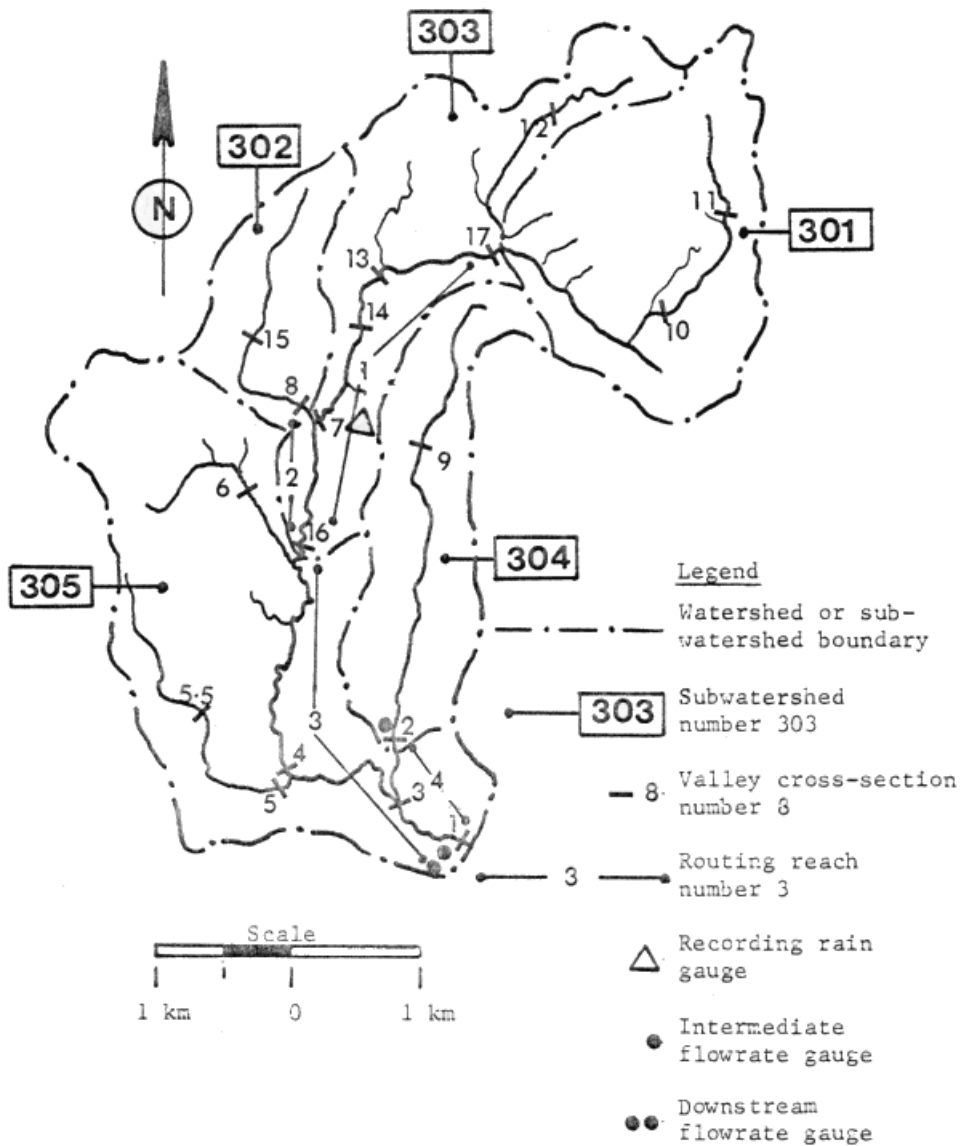 303
302
12
N
11
301
17
13
14
10
15
1
8
7
9
2
6
16
304
305
Legend
Watershed or sub-
watershed boundary
5·5
303
Subwatershed
number 303
3
2
4
4
3
5
1
8
Valley cross-section
number 8
3
Routing reach
number 3
Scale
1 km
0
1 km
Recording rain
gauge
Intermediate
flowrate gauge
Downstream
flowrate gauge